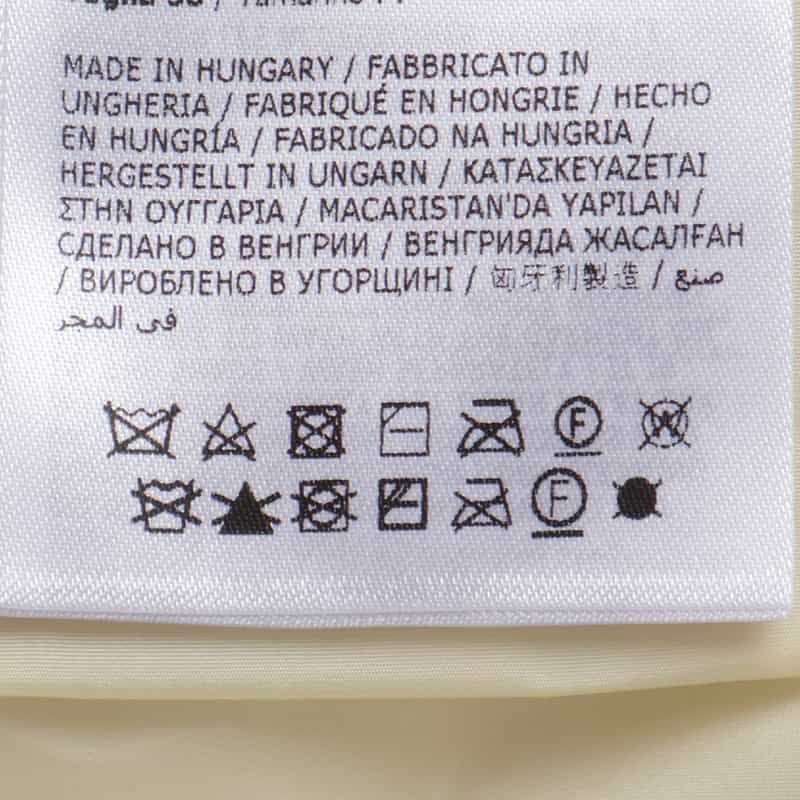 MADE IN HUNGARY / FABBRICATO IN
UNGHERIA / FABRIQUÉ EN HONGRIE / HECHO
EN HUNGRÍA / FABRICADO NA HUNGRIA /
HERGESTELLT IN UNGARN / ΚΑΤΑΣΚΕΥΑΖΕΤΑΙ
ΣΤΗΝ ΟΥΓΓΑΡΙΑ / MACARISTAN'DA YAPILAN /
СДЕЛАНО В ВЕНГРИИ / ВЕНГРИЯДА ЖАСАЛҒАН
/ ВИРОБЛЕНО В УГОРЩИНІ / 匈牙利製造 / صنع
في المجر
F W
F